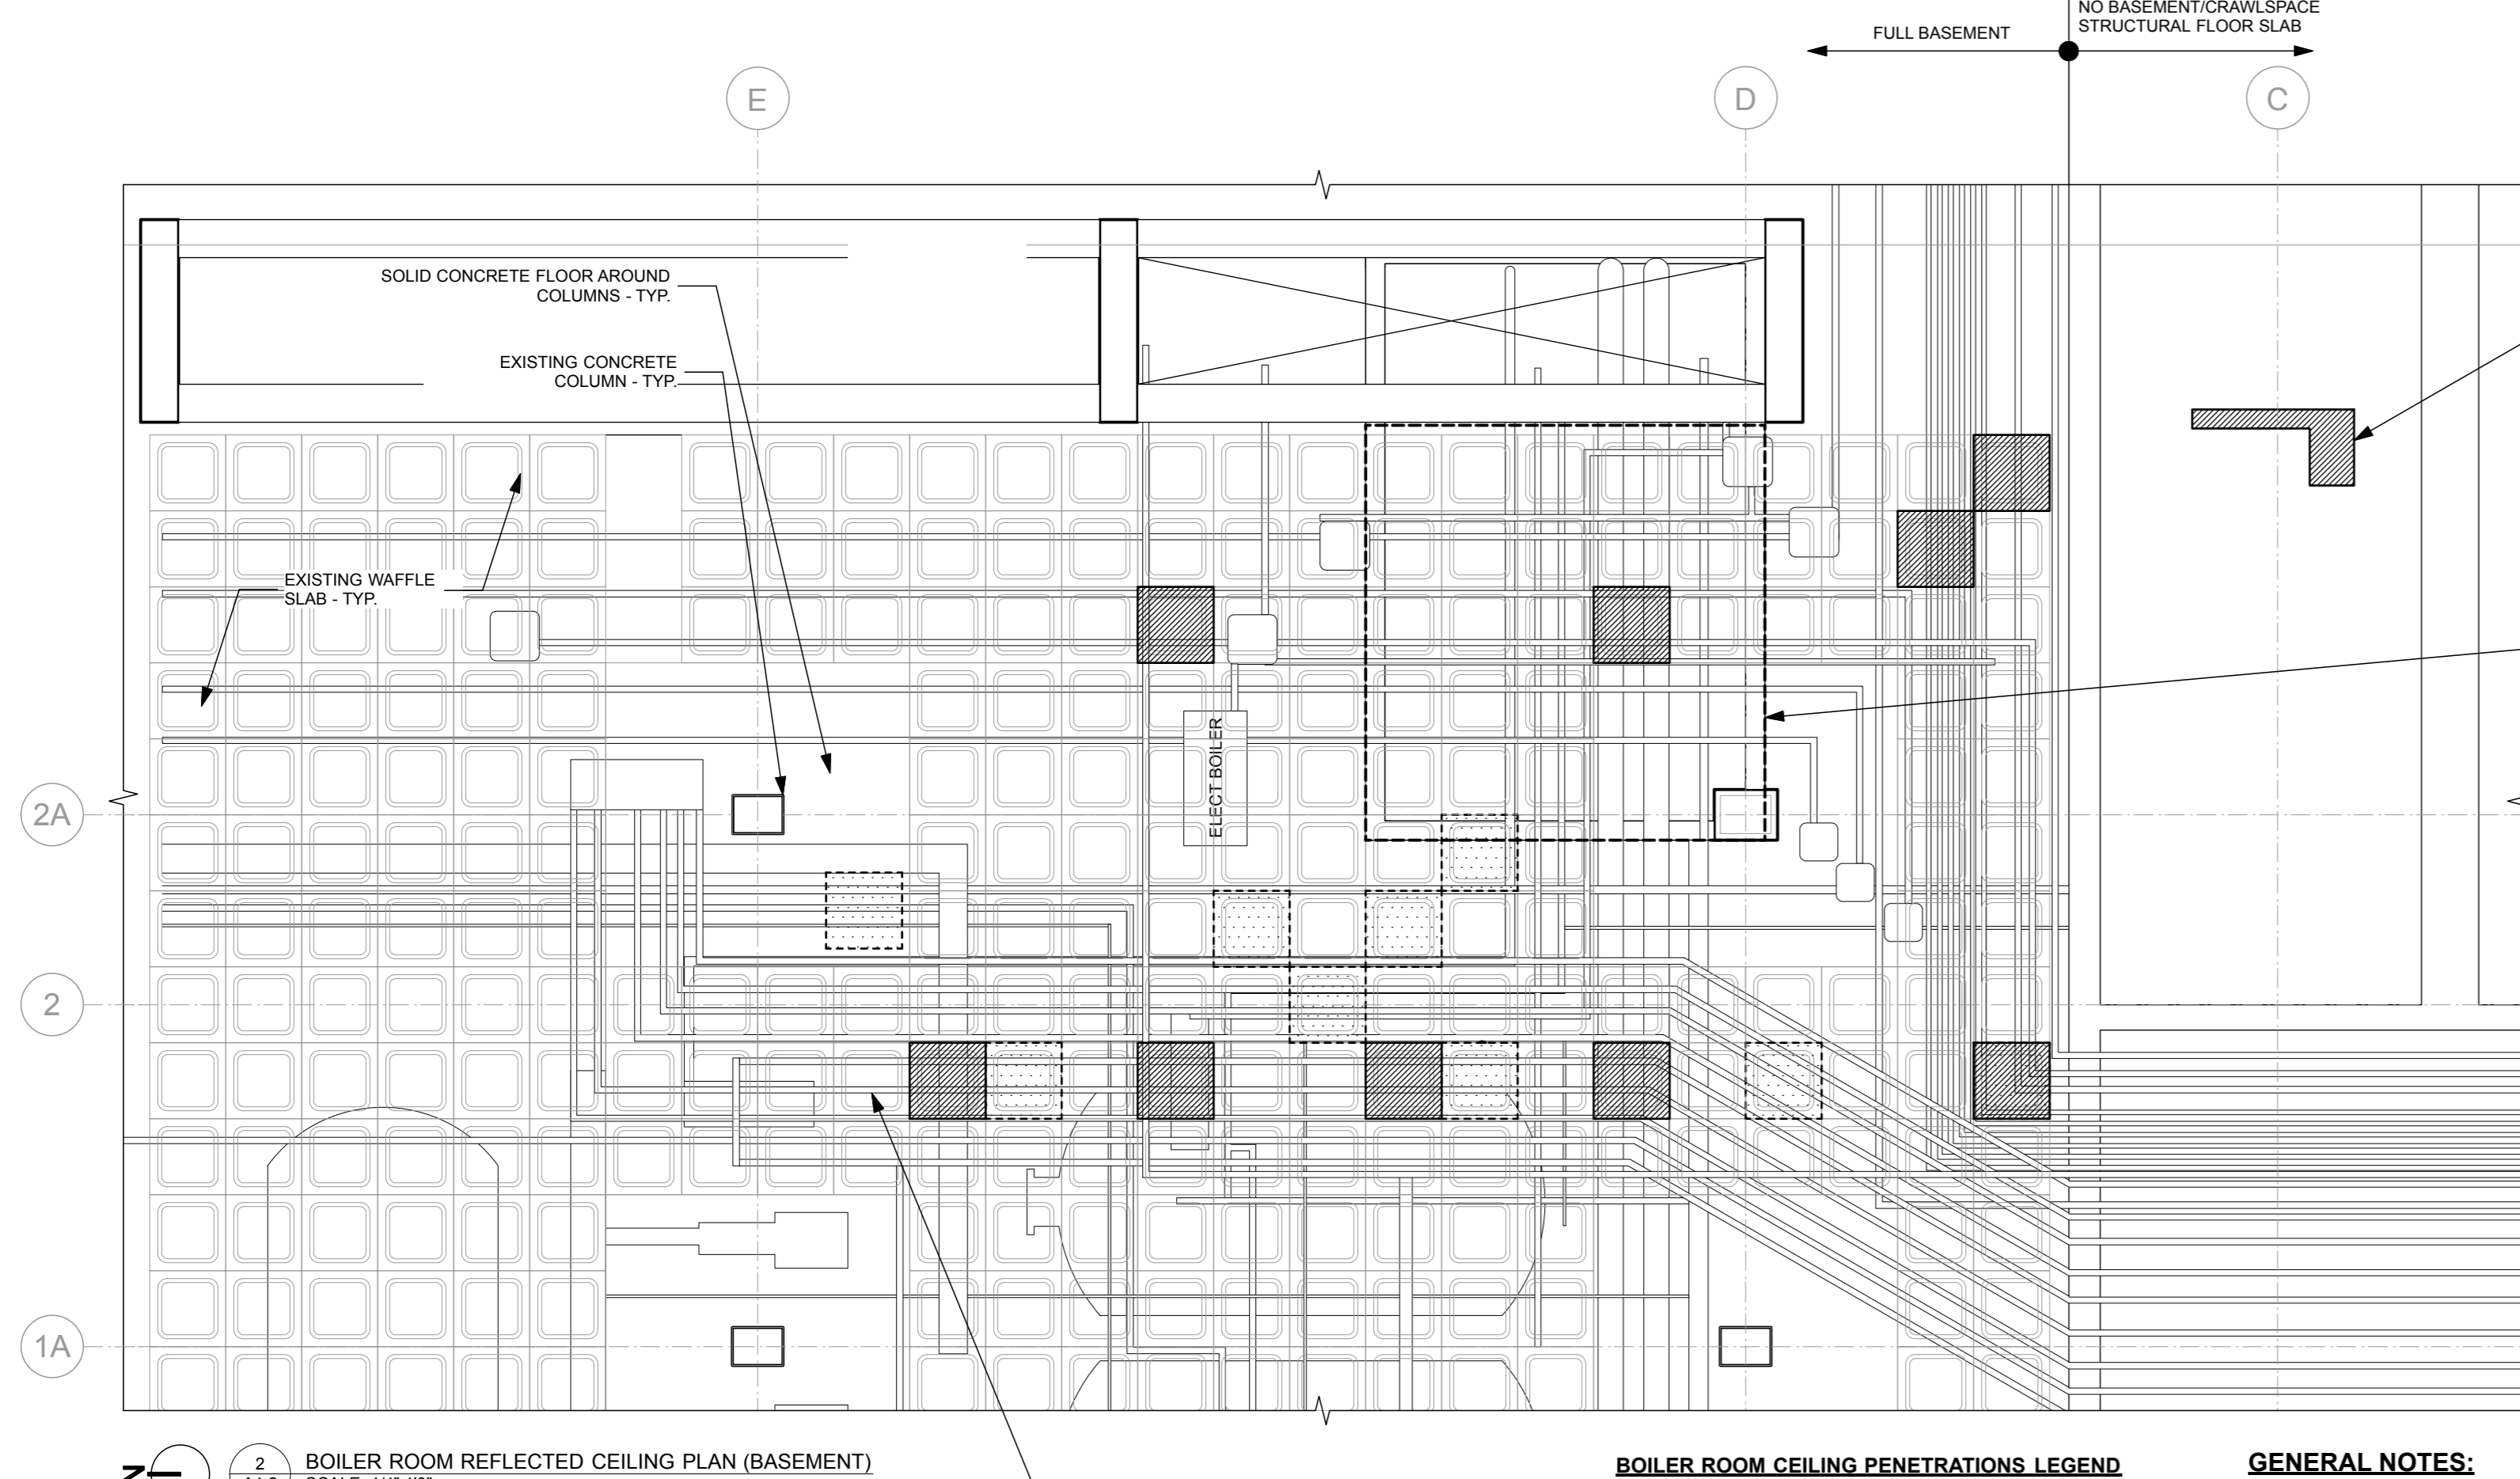 NO BASEMENT/CRAWLSPACE
FULL BASEMENT
STRUCTURAL FLOOR SLAB
E
D
C
SOLID CONCRETE FLOOR AROUND
COLUMNS - TYP.
EXISTING CONCRETE
COLUMN - TYP.
EXISTING WAFFLE
SLAB - TYP.
ELECT BOILER
2A
2
1A
2
BOILER ROOM REFLECTED CEILING PLAN (BASEMENT)
BOILER ROOM CEILING PENETRATIONS LEGEND
GENERAL NOTES: